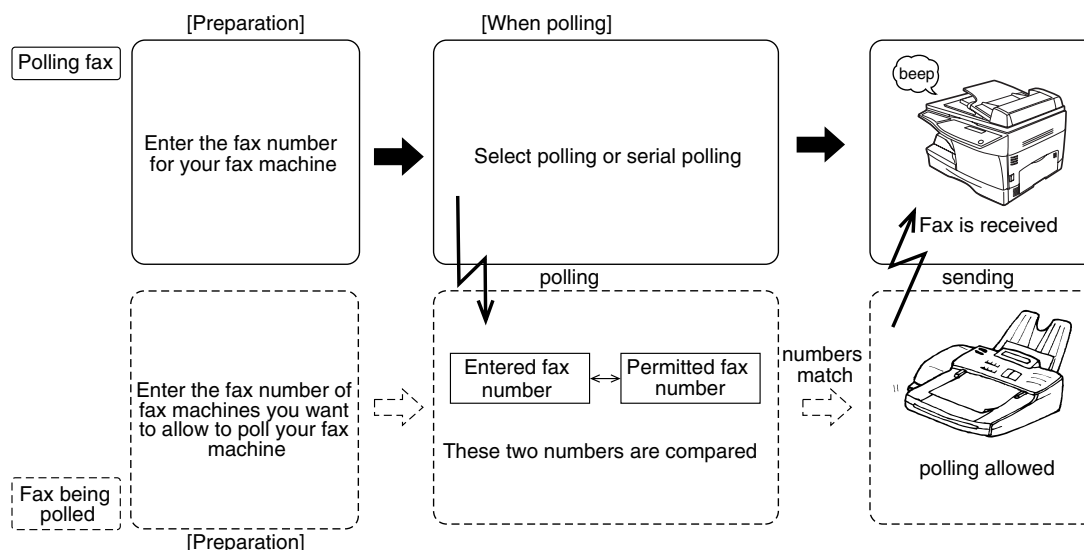 [Preparation]
[When polling]
Polling fax
Enter the fax number
for your fax machine
Select polling or serial polling
beep
Fax is received
polling
sending
Enter the fax number of
fax machines you want
to allow to poll your fax
machine
Entered fax
number
Permitted fax
number
These two numbers are compared
numbers
match
polling allowed
Fax being
polled
[Preparation]